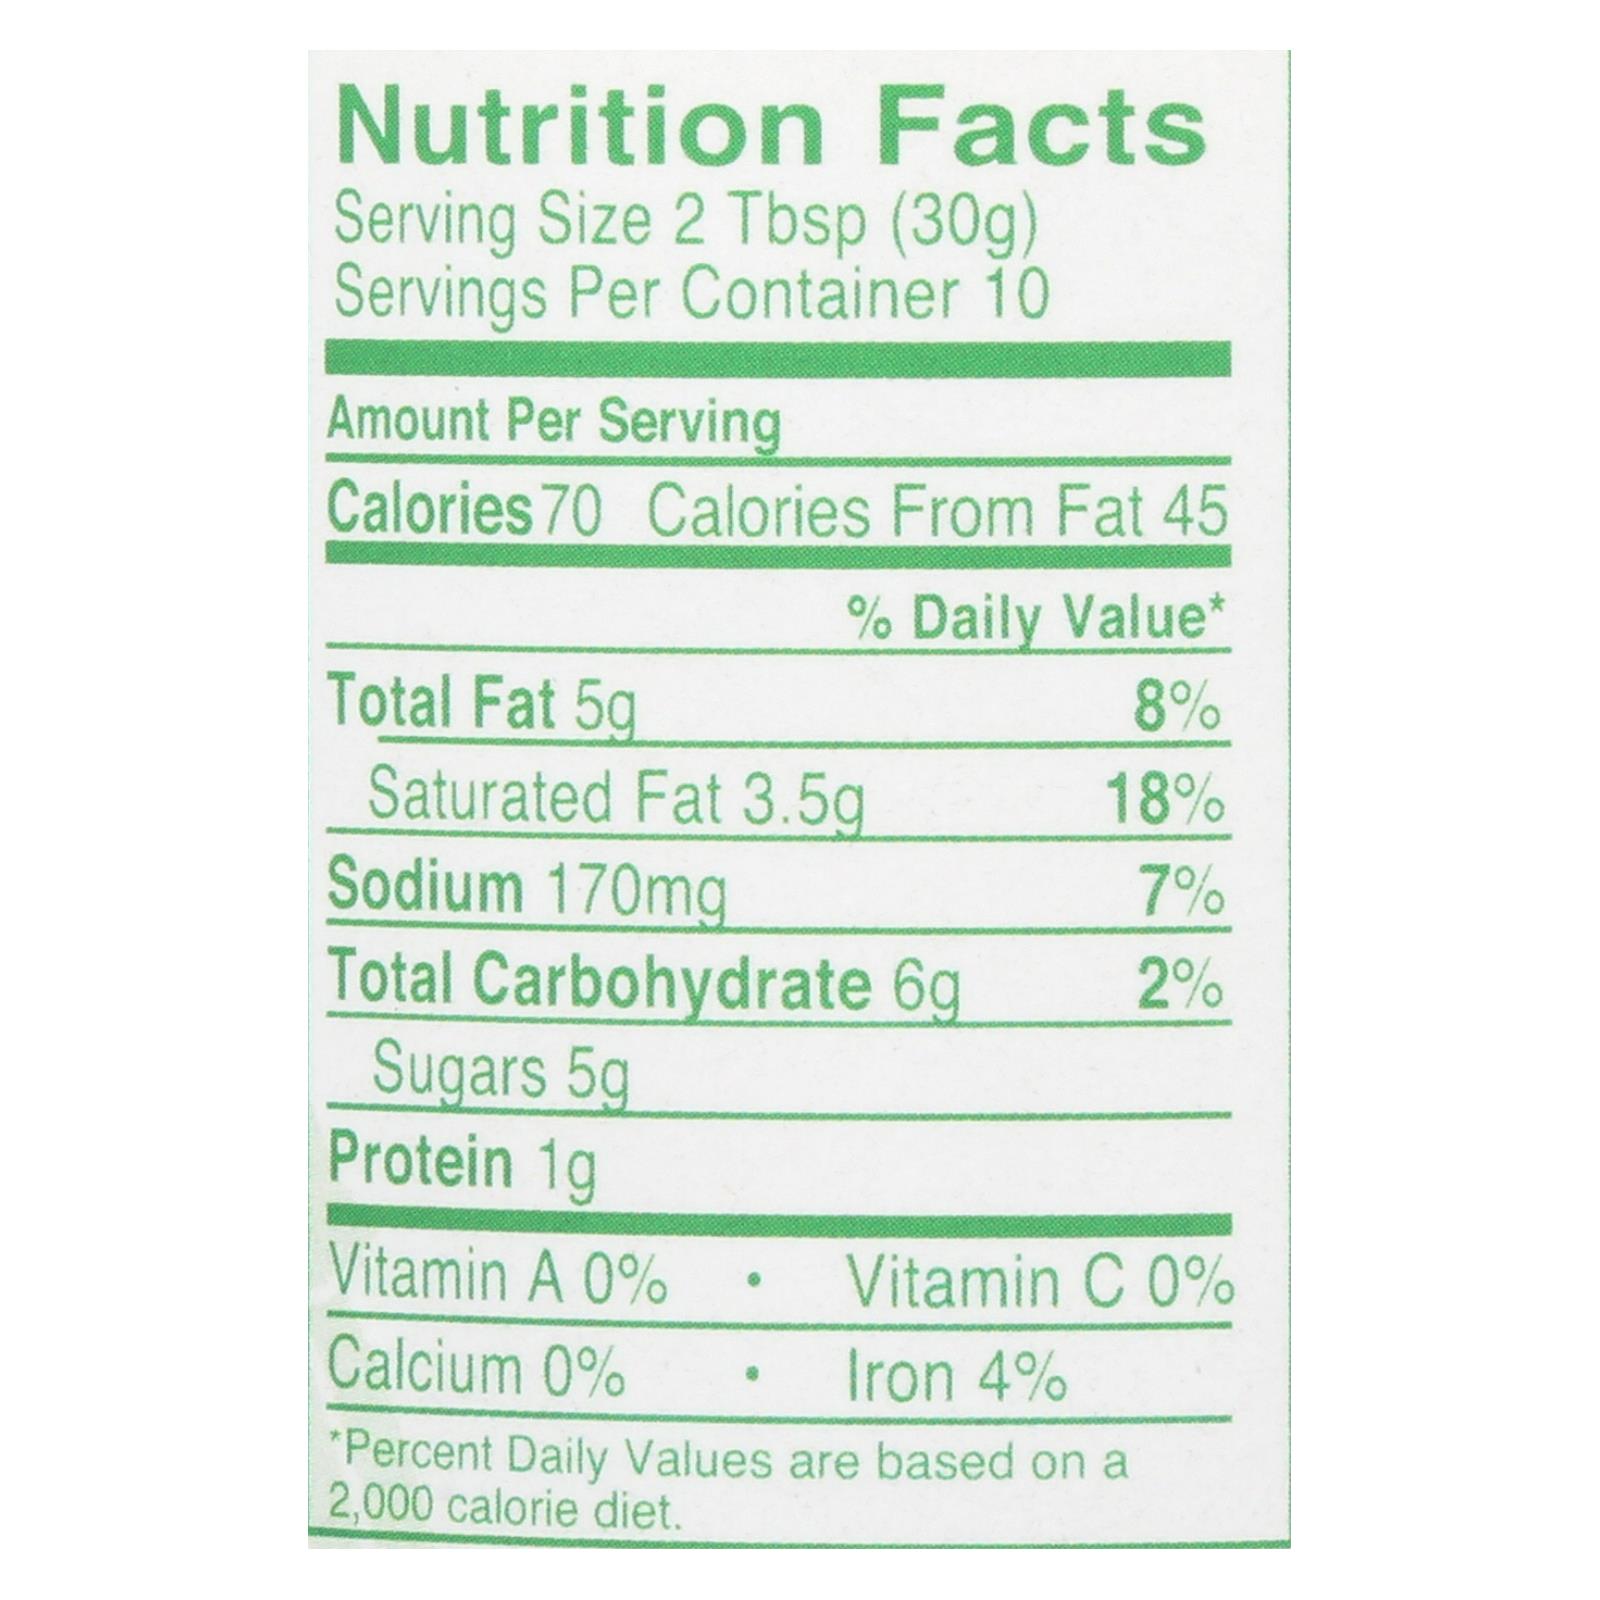 Nutrition Facts
Serving Size 2 Tbsp (30g)
Servings Per Container 10
Amount Per Serving
Calories 70 Calories From Fat 45
% Daily Value*
Total Fat 5g 8%
Saturated Fat 3.5g 18%
Sodium 170mg 7%
Total Carbohydrate 6g 2%
Sugars 5g
Protein 1g
Vitamin A 0% • Vitamin C 0%
Calcium 0% • Iron 4%
*Percent Daily Values are based on a
2,000 calorie diet.